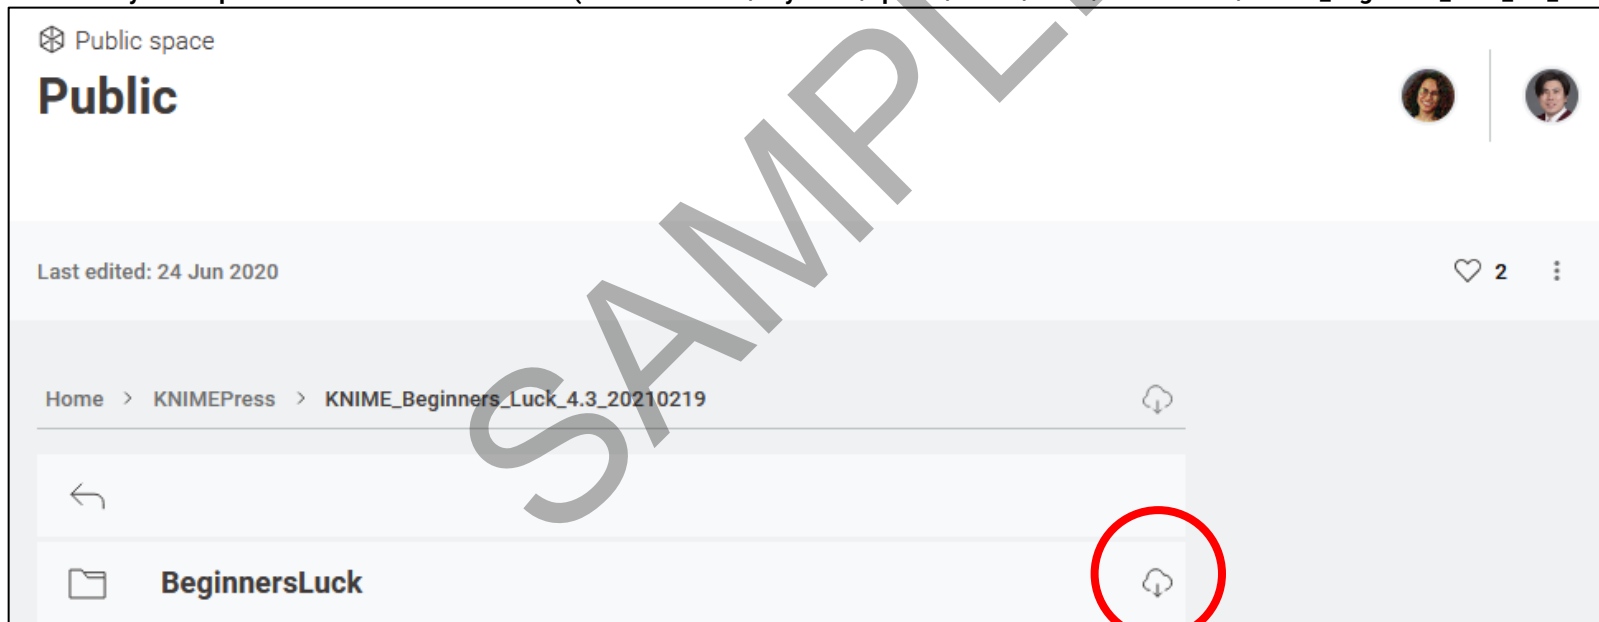 Public space
Public
Last edited: 24 Jun 2020
2
Home > KNIMEPress > KNIME_Beginners_Luck_4.3_20210219
BeginnersLuck
SAMPLE